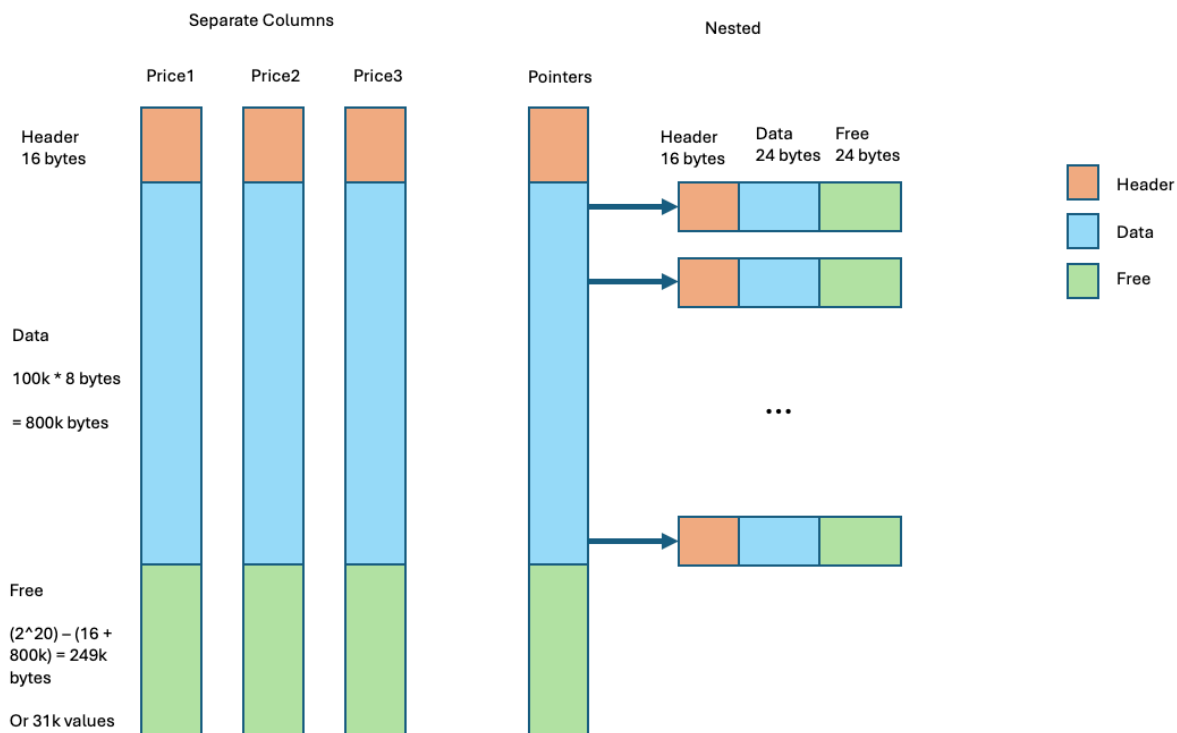 Separate Columns
Nested
Price1
Price2
Price3
Pointers
Header
16 bytes
Header
16 bytes
Data
24 bytes
Free
24 bytes
Header
Data
Free
Data
100k * 8 bytes
= 800k bytes
...
Free
(2^20) – (16 +
800k) = 249k
bytes
Or 31k values